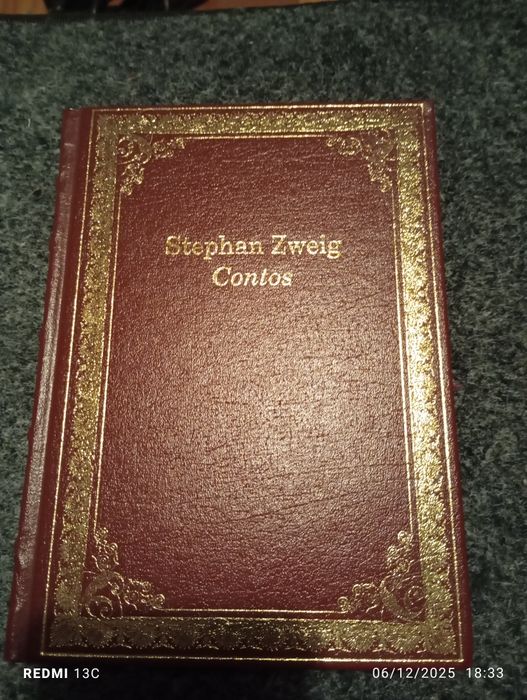 Stephan Zweig
Contos
REDMI 13C
06/12/2025 18:33